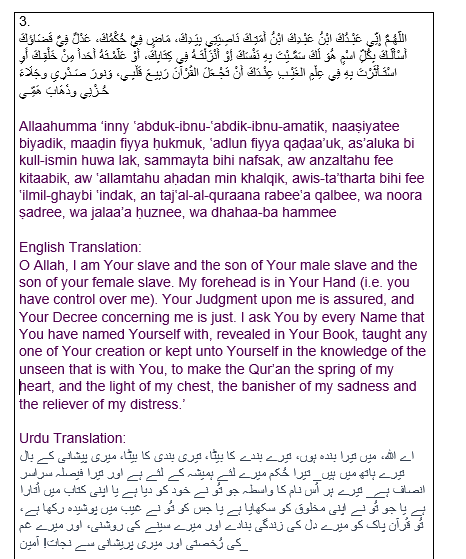 3.
اللَّهُمَّ إِنِّي عَبْدُكَ ابْنُ عَبْدِكَ ابْنُ أَمَتِكَ نَاصِيَتِي بِيَدِكَ، مَاضٍ فِيَّ حُكْمُكَ، عَدْلٌ فِيَّ قَضَاؤُكَ
أَسْأَلُكَ بِكُلِّ اسْمٍ هُوَ لَكَ سَمَّيْتَ بِهِ نَفْسَكَ أَوْ أَنْزَلْتَهُ فِي كِتَابِكَ، أَوْ عَلَّمْتَهُ أَحَداً مِنْ خَلْقِكَ أَوِ
اسْتَأْثَرْتَ بِهِ فِي عِلْمِ الغَيْبِ عِنْدَكَ أَنْ تَجْعَلَ القُرْآنَ رَبِيعَ قَلْبِي، وَنورَ صَدْرِي وجَلَاءَ
حُزْنِي وذَهَابَ هَمِّي
Allaahumma ‘inny ‘abduk-ibnu-‘abdik-ibnu-amatik, naaṣiyatee
biyadik, maaḍin fiyya ḥukmuk, ‘adlun fiyya qaḍaa’uk, as’aluka bi
kull-ismin huwa lak, sammayta bihi nafsak, aw anzaltahu fee
kitaabik, aw ‘allamtahu aḥadan min khalqik, awis-ta’tharta bihi fee
‘ilmil-ghaybi ‘indak, an taj‘al-al-quraana rabee‘a qalbee, wa noora
ṣadree, wa jalaa’a ḥuznee, wa dhahaa-ba hammee
English Translation:
O Allah, I am Your slave and the son of Your male slave and the
son of your female slave. My forehead is in Your Hand (i.e. you
have control over me). Your Judgment upon me is assured, and
Your Decree concerning me is just. I ask You by every Name that
You have named Yourself with, revealed in Your Book, taught any
one of Your creation or kept unto Yourself in the knowledge of the
unseen that is with You, to make the Qur’an the spring of my
heart, and the light of my chest, the banisher of my sadness and
the reliever of my distress.’
Urdu Translation:
اے اللہ، میں تیرا بندہ ہوں، تیرے بندے کا بیٹا، تیری بندی کا بیٹا، میری پیشانی کے بال
تیرے ہاتھ میں ہیں_ تیرا حُکم میرے لئے ہمیشہ کے لئے ہے اور تیرا فیصلہ سراسر
انصاف ہے_ تیرے ہر اُس نام کا واسطہ جو تُو نے خود کو دیا ہے یا اپنی کتاب میں اُتارا
ہے یا جو تُو نے اپنی مخلوق کو سکھایا ہے یا جس کو تُو نے غیب میں پوشیدہ رکھا ہے،
تُو قُرآنِ پاک کو میرے دل کی زندگی بنادے اور میرے سینے کی روشنی، اور میرے غم
کی رُخصتی اور میری پریشانی سے نجات! آمین_